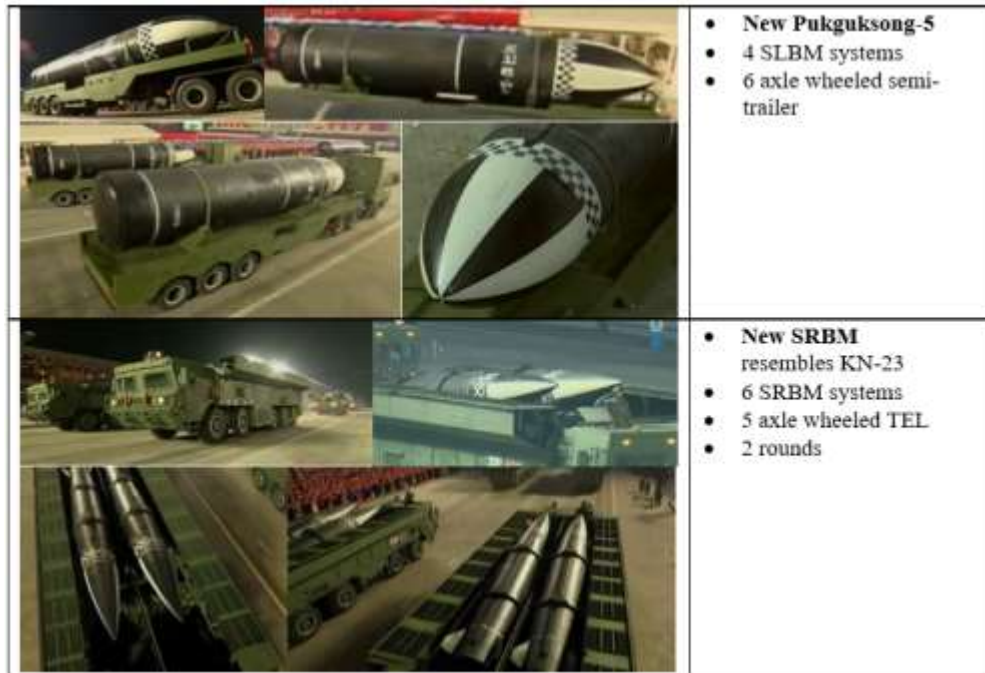 • New Pukguksong-5
• 4 SLBM systems
• 6 axle wheeled semi-
trailer
• New SRBM
resembles KN-23
• 6 SRBM systems
• 5 axle wheeled TEL
• 2 rounds